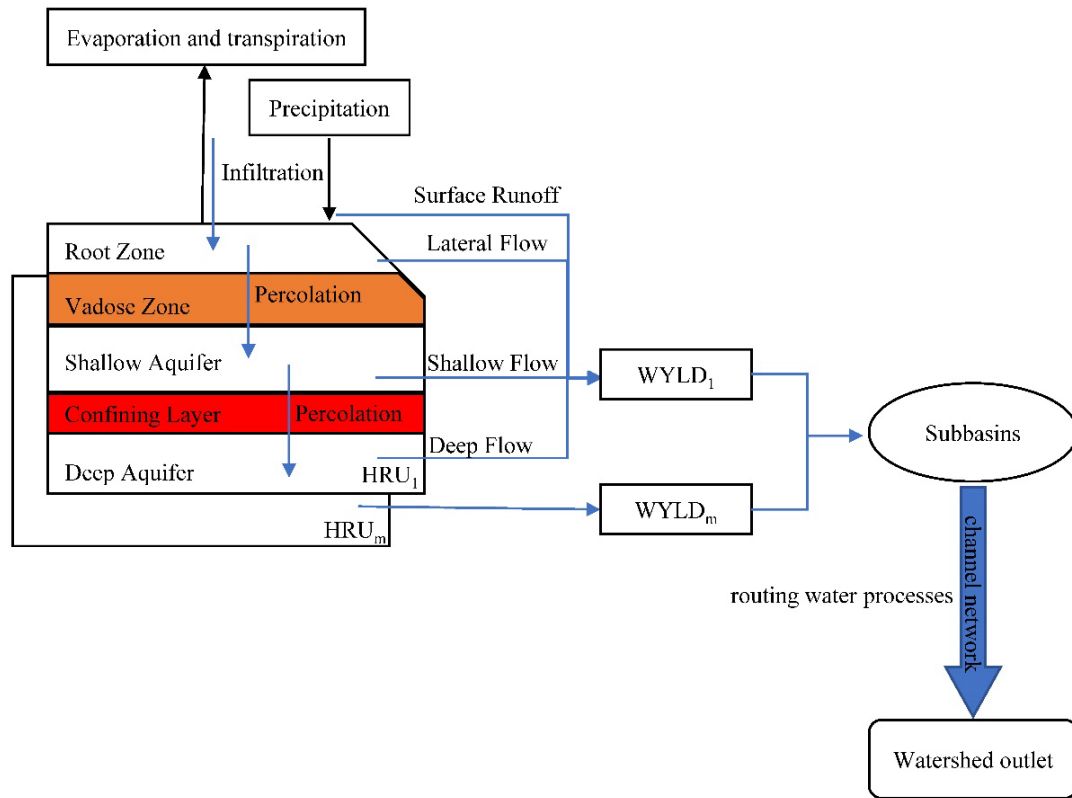 Evaporation and transpiration
Precipitation
Infiltration
Surface Runoff
Root Zone
Lateral Flow
Vadose Zone
Percolation
Shallow Aquifer
Shallow Flow
WYLD1
Confining Layer
Percolation
Subbasins
Deep Flow
Deep Aquifer
HRU1
WYLDm
HRUm
channel network
routing water processes
Watershed outlet